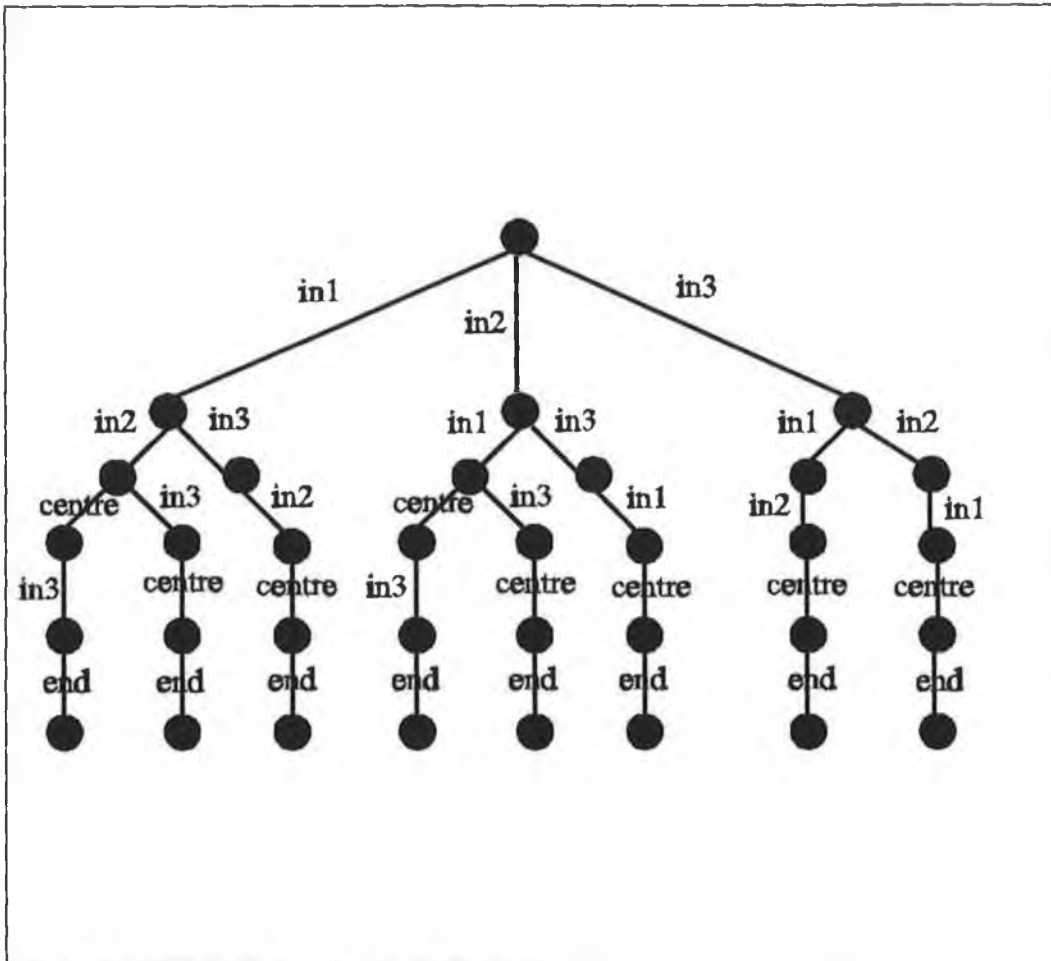 in1
in2
in3
in2 in3 in1 in3 in1 in2
centre in3 in2 centre in3 in1 in2 in1
in3 centre centre in3 centre centre centre centre
end end end end end end end end